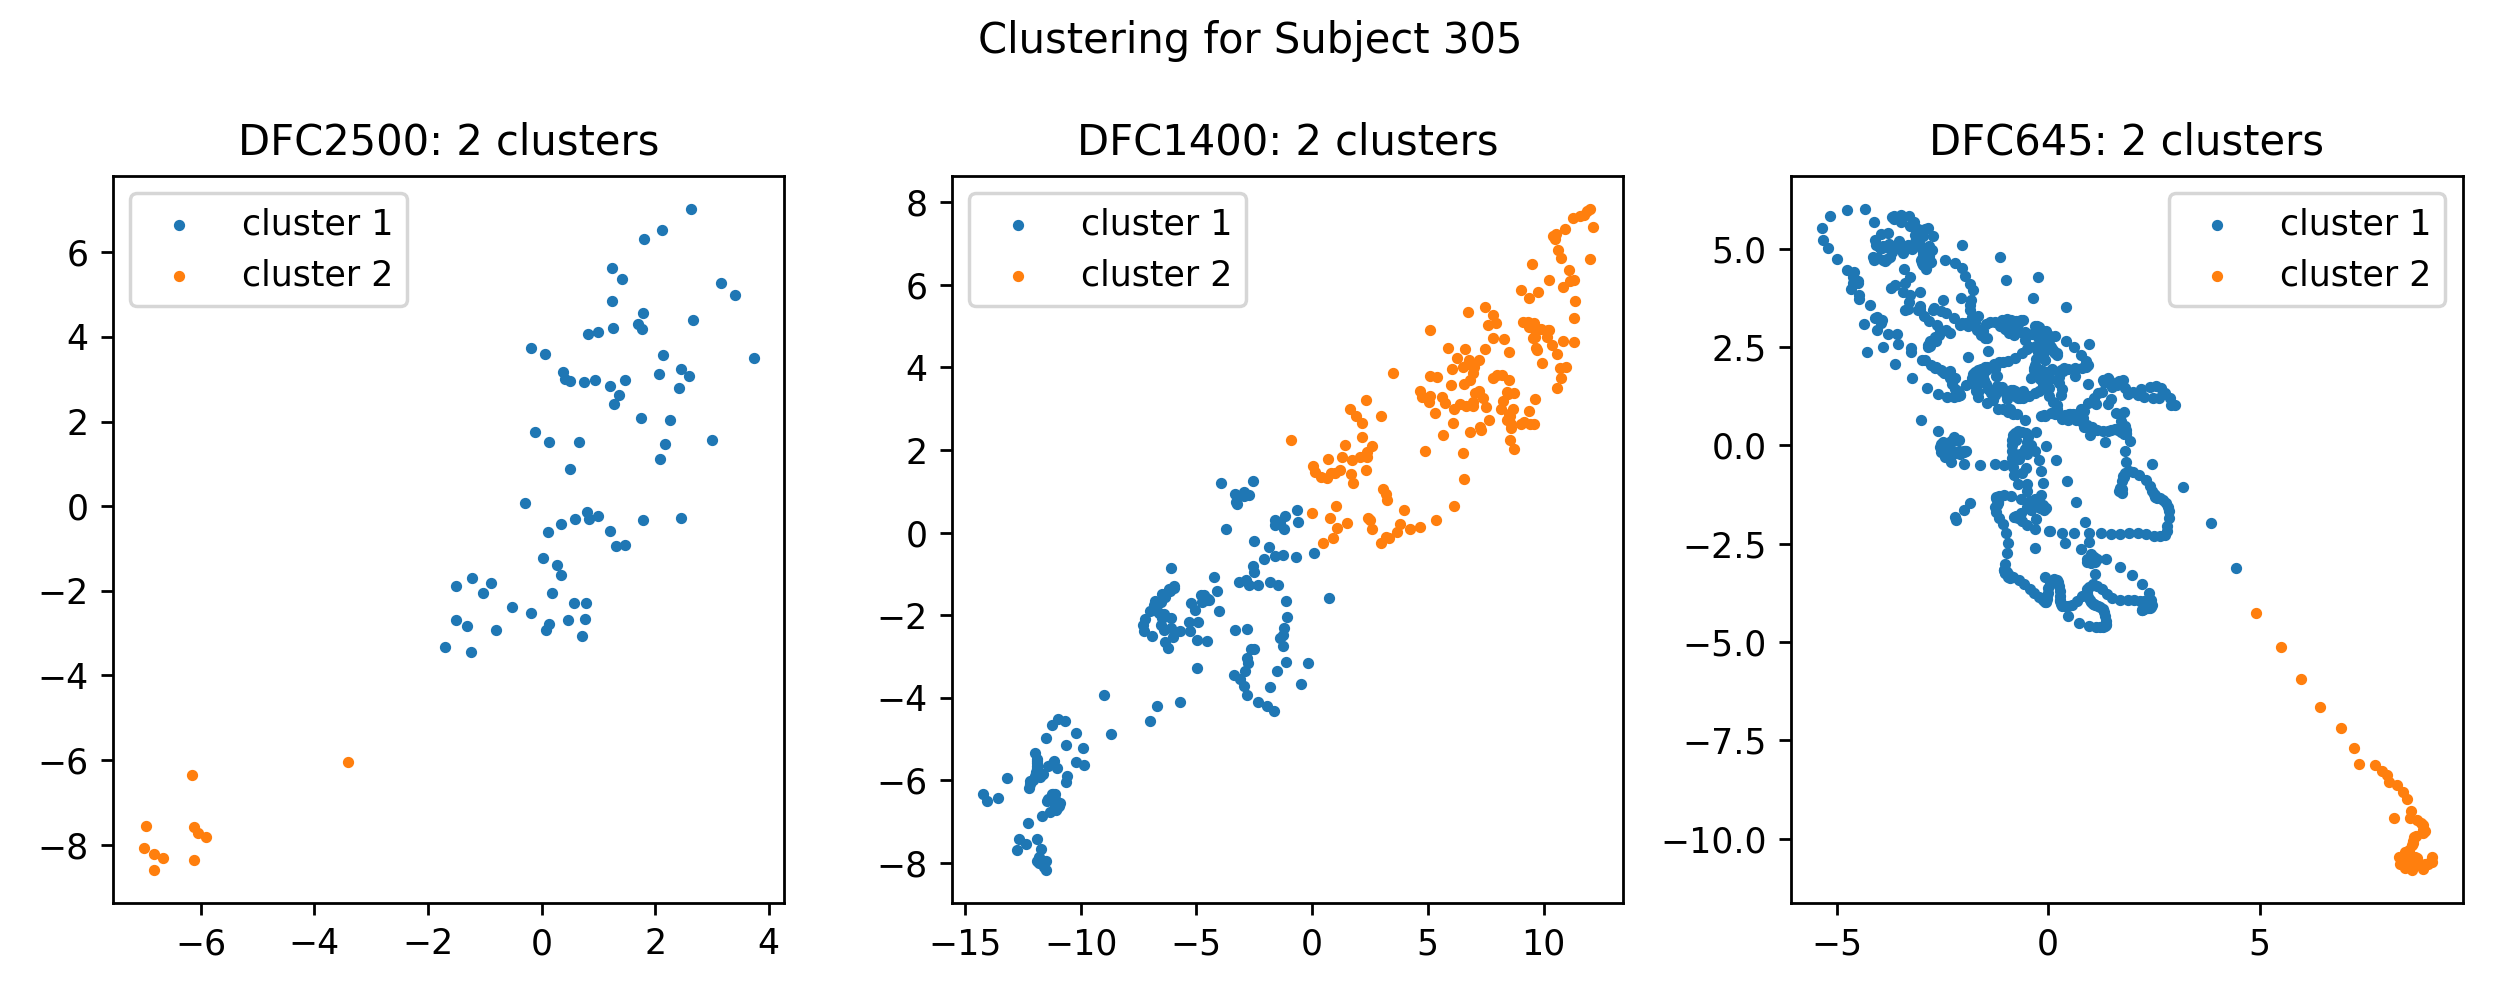 Clustering for Subject 305
DFC2500: 2 clusters
cluster 1
cluster 2
6
4
2
0
−2
−4
−6
−8
−6 −4 −2 0 2 4
DFC1400: 2 clusters
cluster 1
cluster 2
8
6
4
2
0
−2
−4
−6
−8
−15 −10 −5 0 5 10
DFC645: 2 clusters
cluster 1
cluster 2
5.0
2.5
0.0
−2.5
−5.0
−7.5
−10.0
−5 0 5